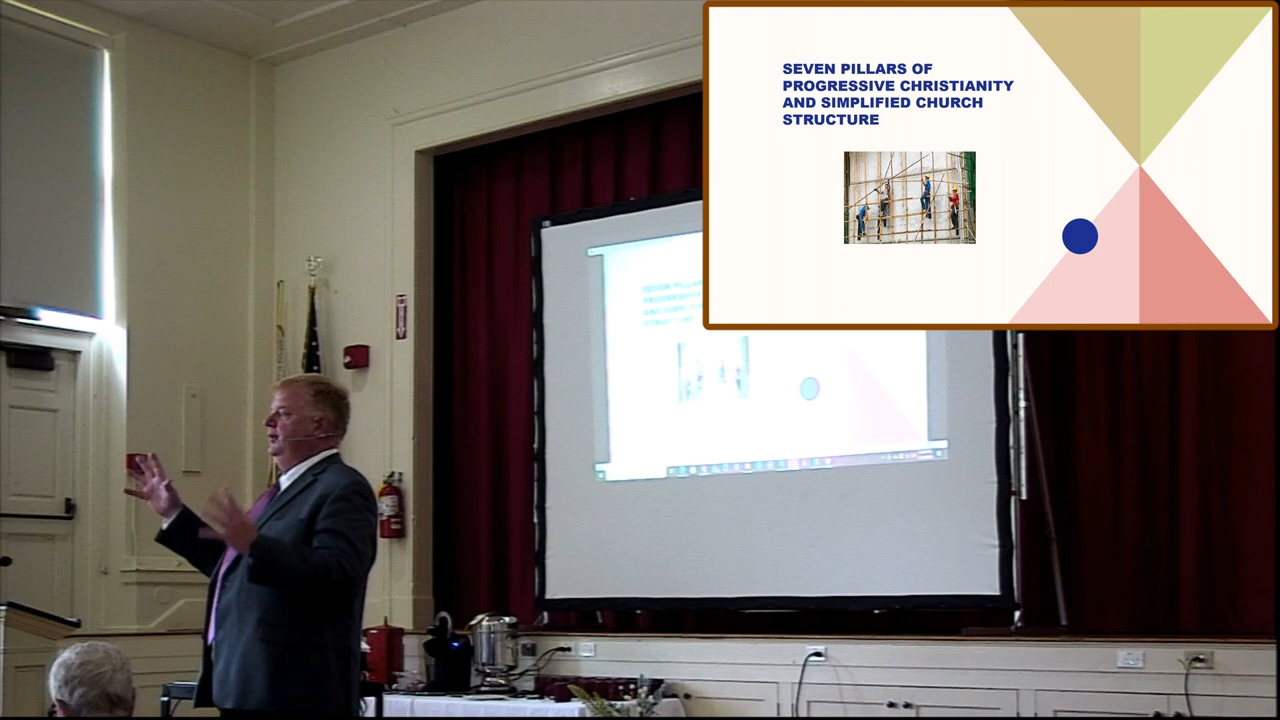 SEVEN PILLARS OF
PROGRESSIVE CHRISTIANITY
AND SIMPLIFIED CHURCH
STRUCTURE